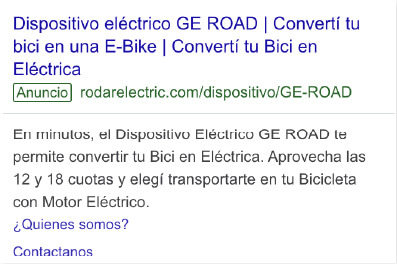 Dispositivo eléctrico GE ROAD | Convertí tu
bici en una E-Bike | Convertí tu Bici en
Eléctrica
Anuncio rodarelectric.com/dispositivo/GE-ROAD
En minutos, el Dispositivo Eléctrico GE ROAD te
permite convertir tu Bici en Eléctrica. Aprovecha las
12 y 18 cuotas y elegí transportarte en tu Bicicleta
con Motor Eléctrico.
¿Quienes somos?
Contactanos